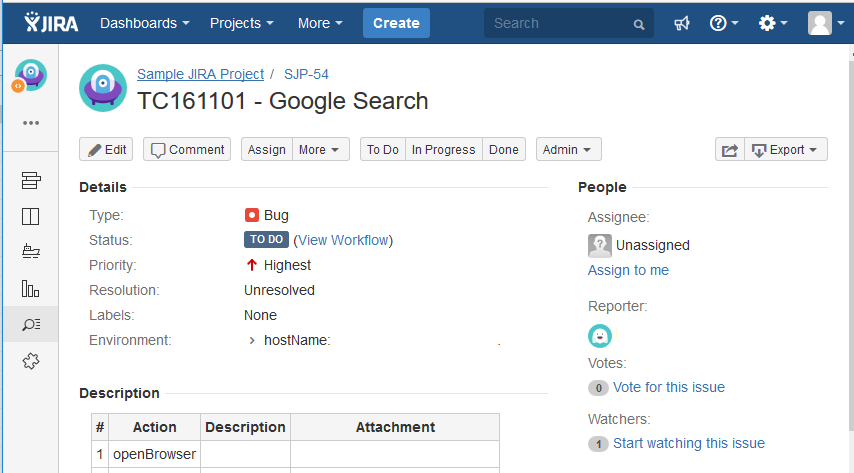 JIRA Dashboards Projects More Create Search
Sample JIRA Project / SJP-54
TC161101 - Google Search
Edit Comment Assign More To Do In Progress Done Admin Export
Details
Type: Bug
Status: TO DO (View Workflow)
Priority: Highest
Resolution: Unresolved
Labels: None
Environment: hostName: .
People
Assignee:
Unassigned
Assign to me
Reporter:
Votes:
0 Vote for this issue
Watchers:
1 Start watching this issue
Description
# Action Description Attachment
1 openBrowser